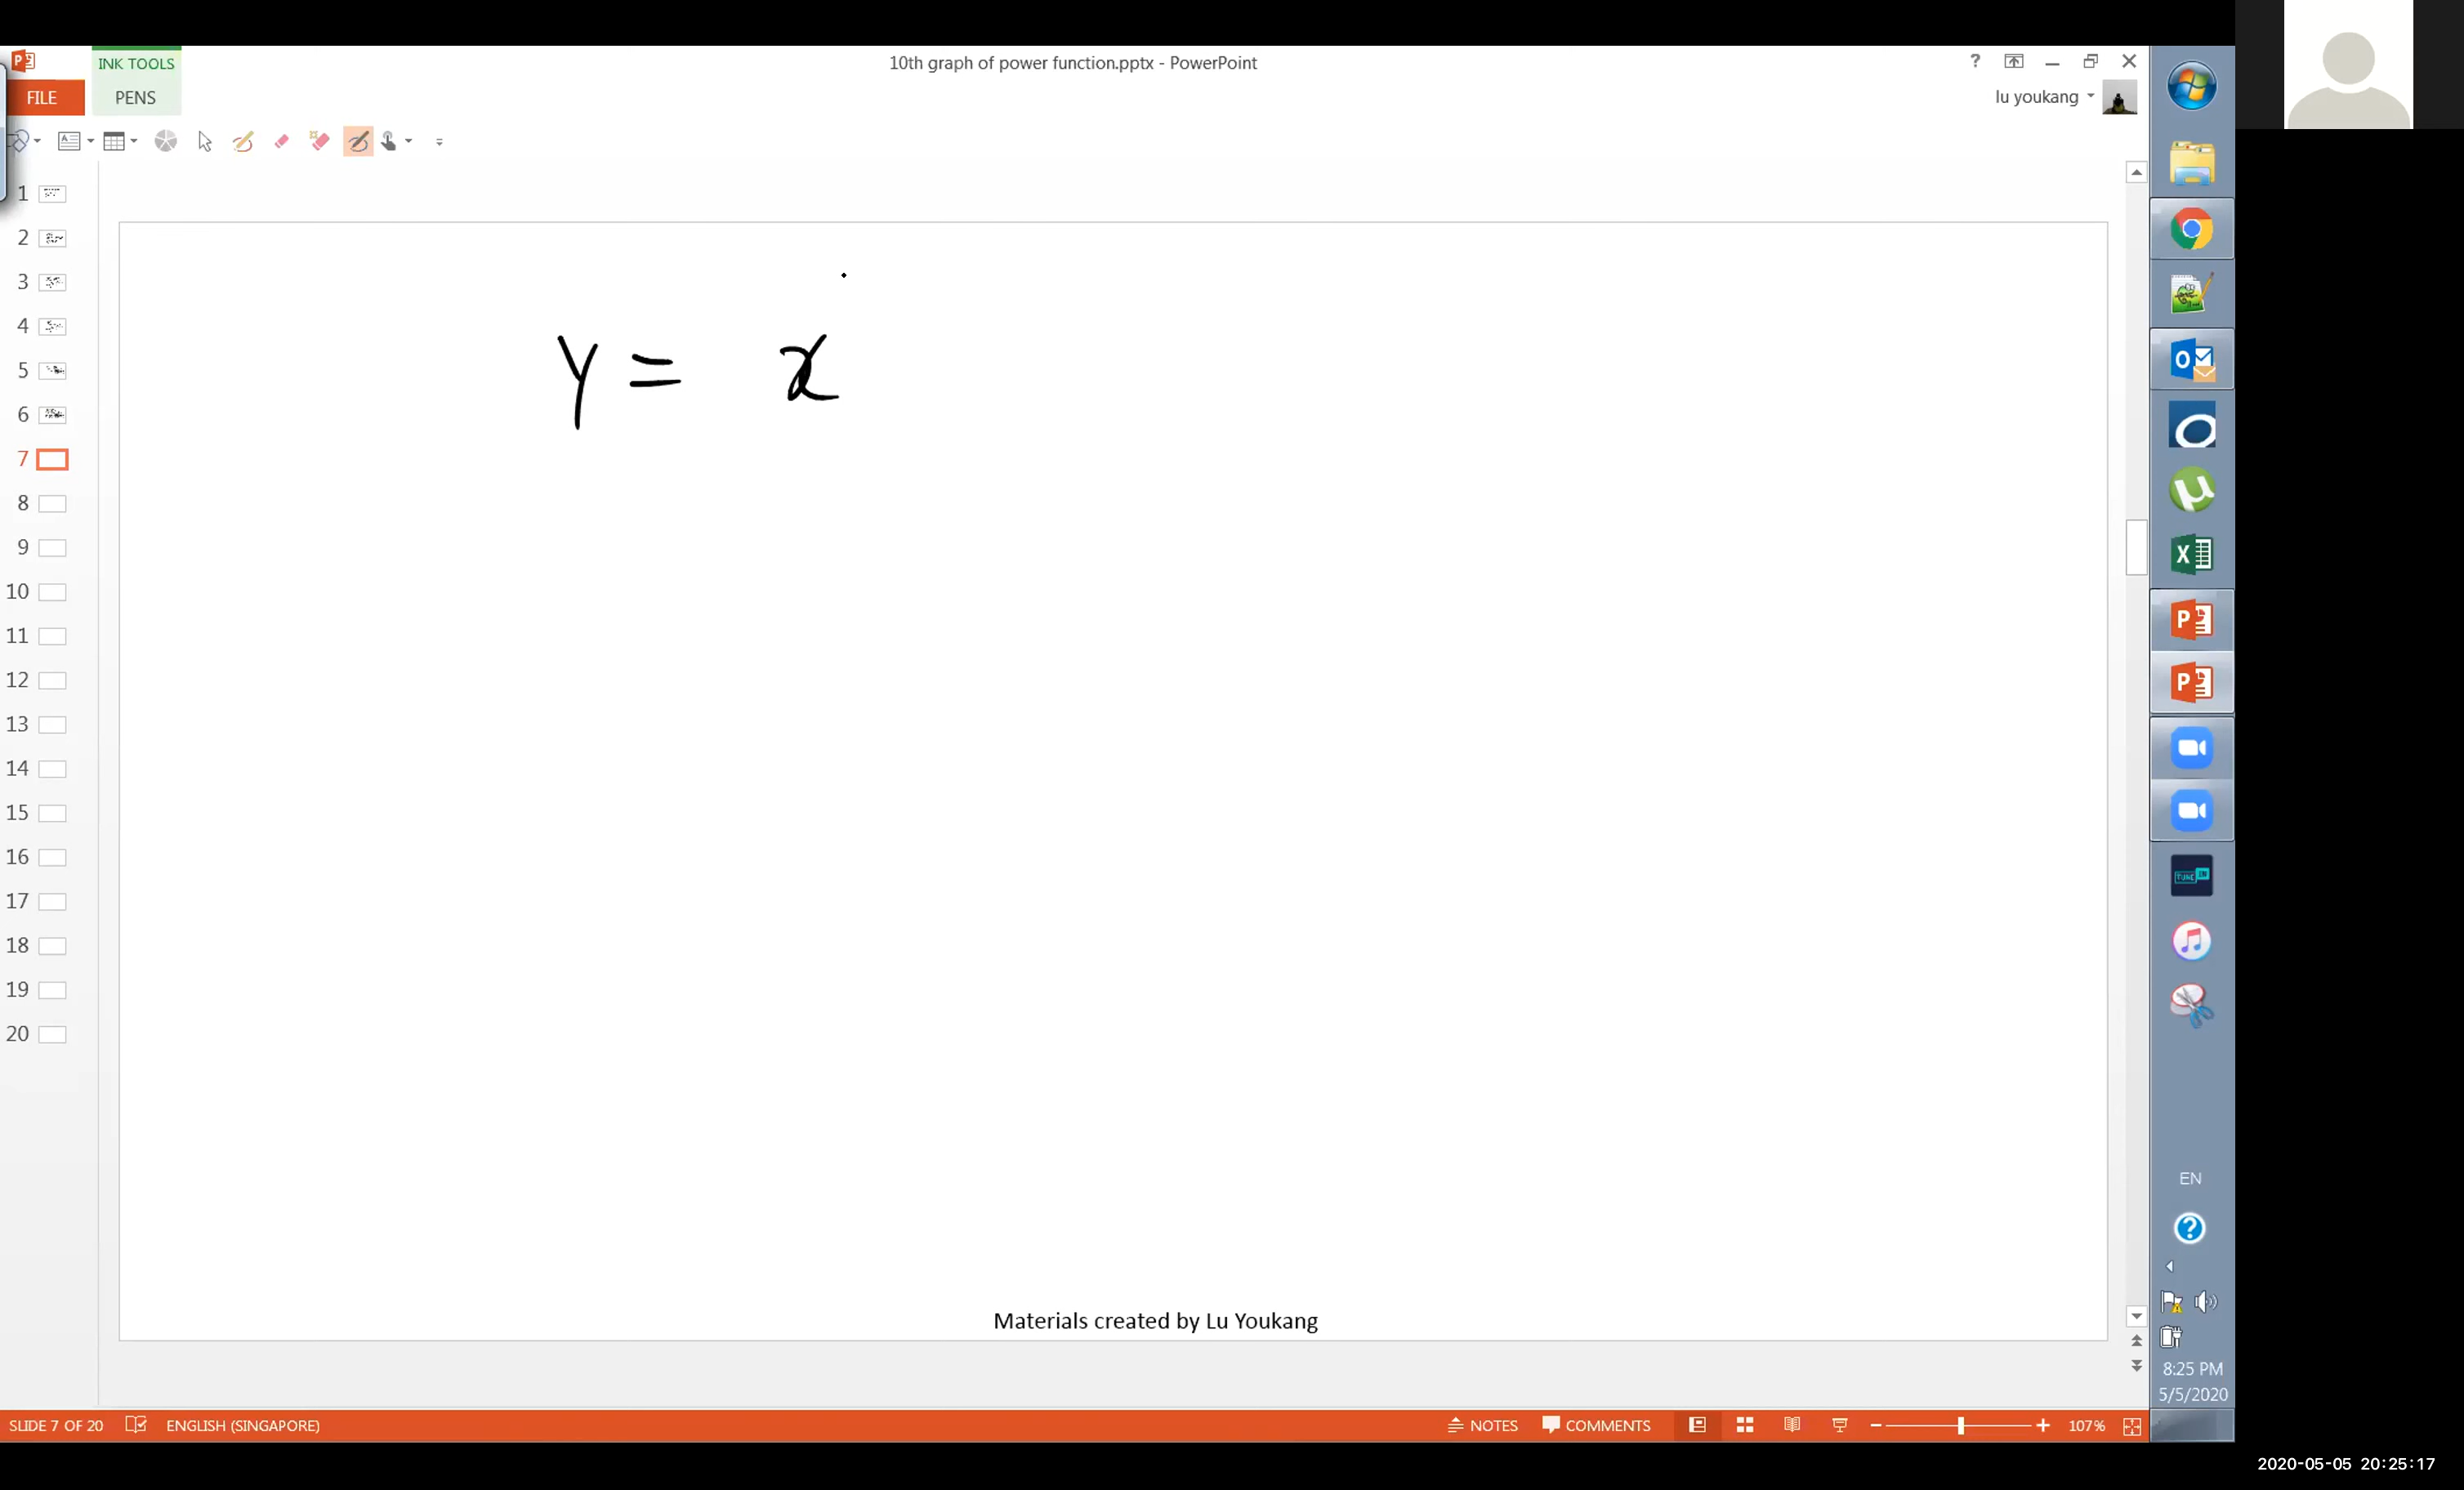 INK TOOLS
10th graph of power function.pptx - PowerPoint
FILE
PENS
lu youkang
1
2
3
4
5
6
7
8
9
10
11
12
13
14
15
16
17
18
19
20
y = x
Materials created by Lu Youkang
EN
8:25 PM
5/5/2020
SLIDE 7 OF 20
ENGLISH (SINGAPORE)
NOTES
COMMENTS
107%
2020-05-05 20:25:17